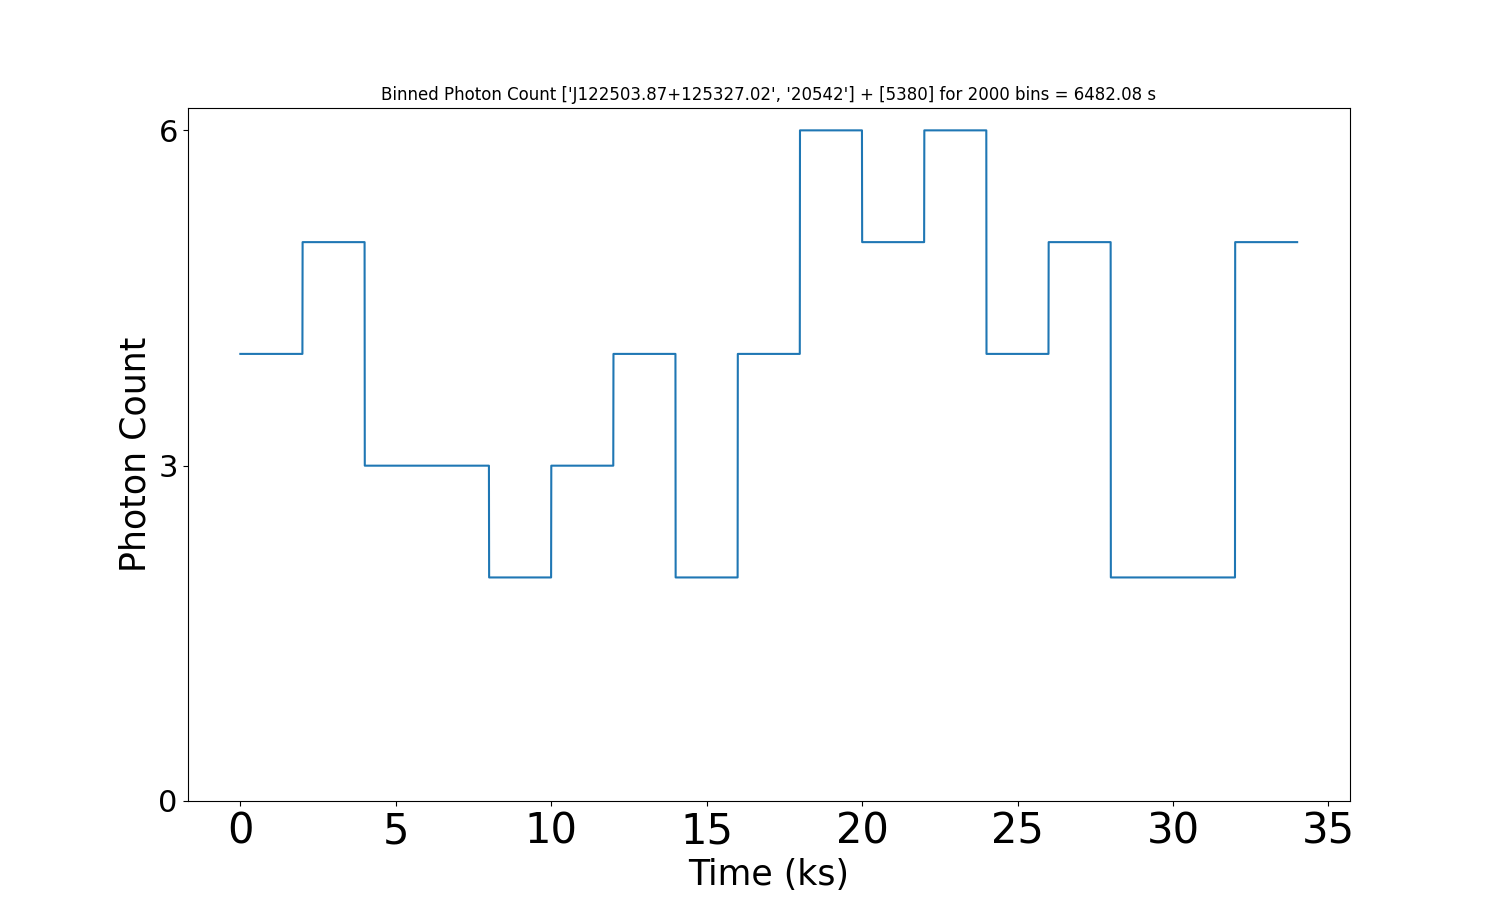 Binned Photon Count ['J122503.87+125327.02', '20542'] + [5380] for 2000 bins = 6482.08 s
6
3
0
Photon Count
0 5 10 15 20 25 30 35
Time (ks)